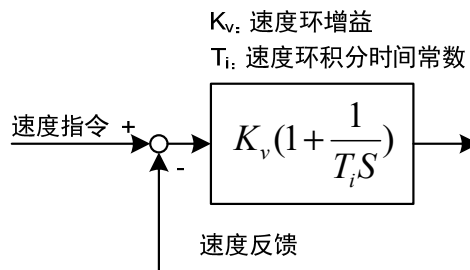 Kᵥ：速度环增益
Tᵢ：速度环积分时间常数
速度指令 +
-
Kᵥ(1+1/(TᵢS))
速度反馈